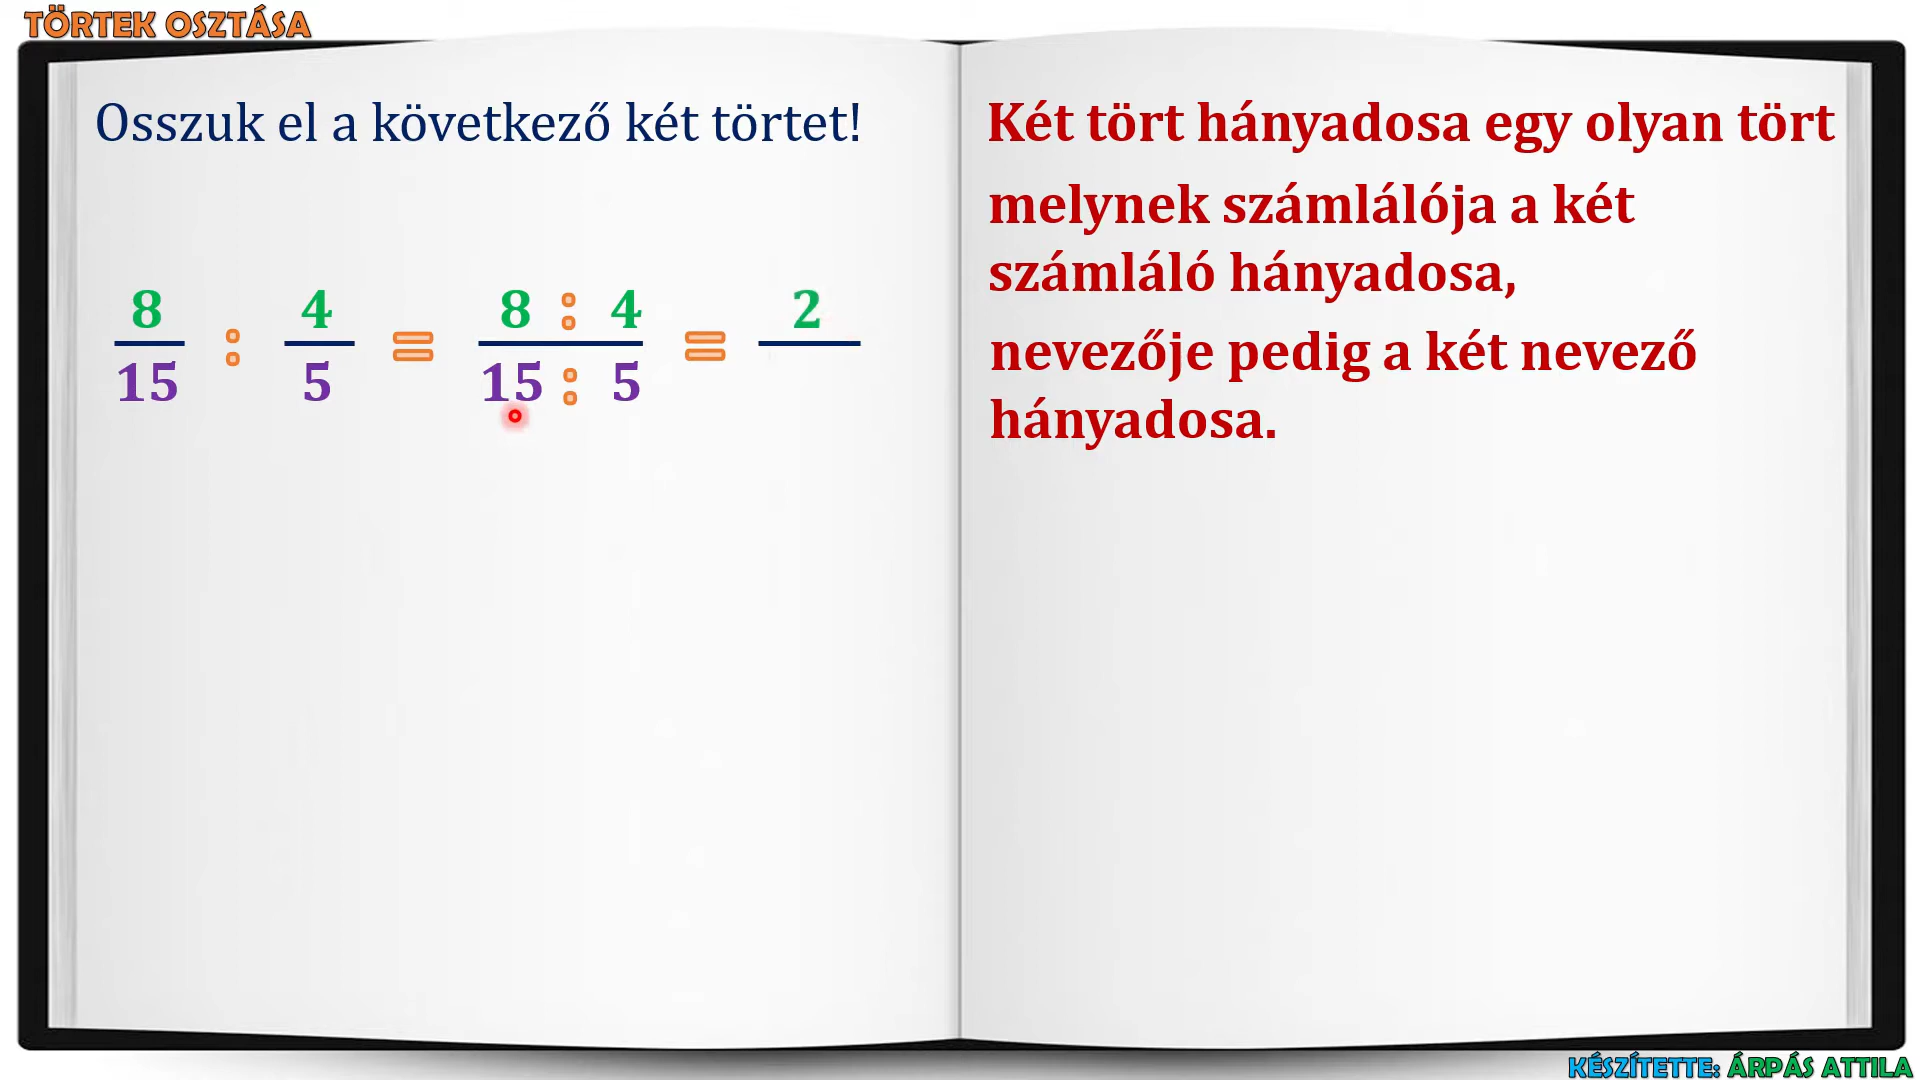 TÖRTEK OSZTÁSA
Osszuk el a következő két törtet!
8/15 : 4/5 = 8 : 4/15 : 5 = 2/
Két tört hányadosa egy olyan tört
melynek számlálója a két
számláló hányadosa,
nevezője pedig a két nevező
hányadosa.
KÉSZÍTETTE: ÁRPÁS ATTILA